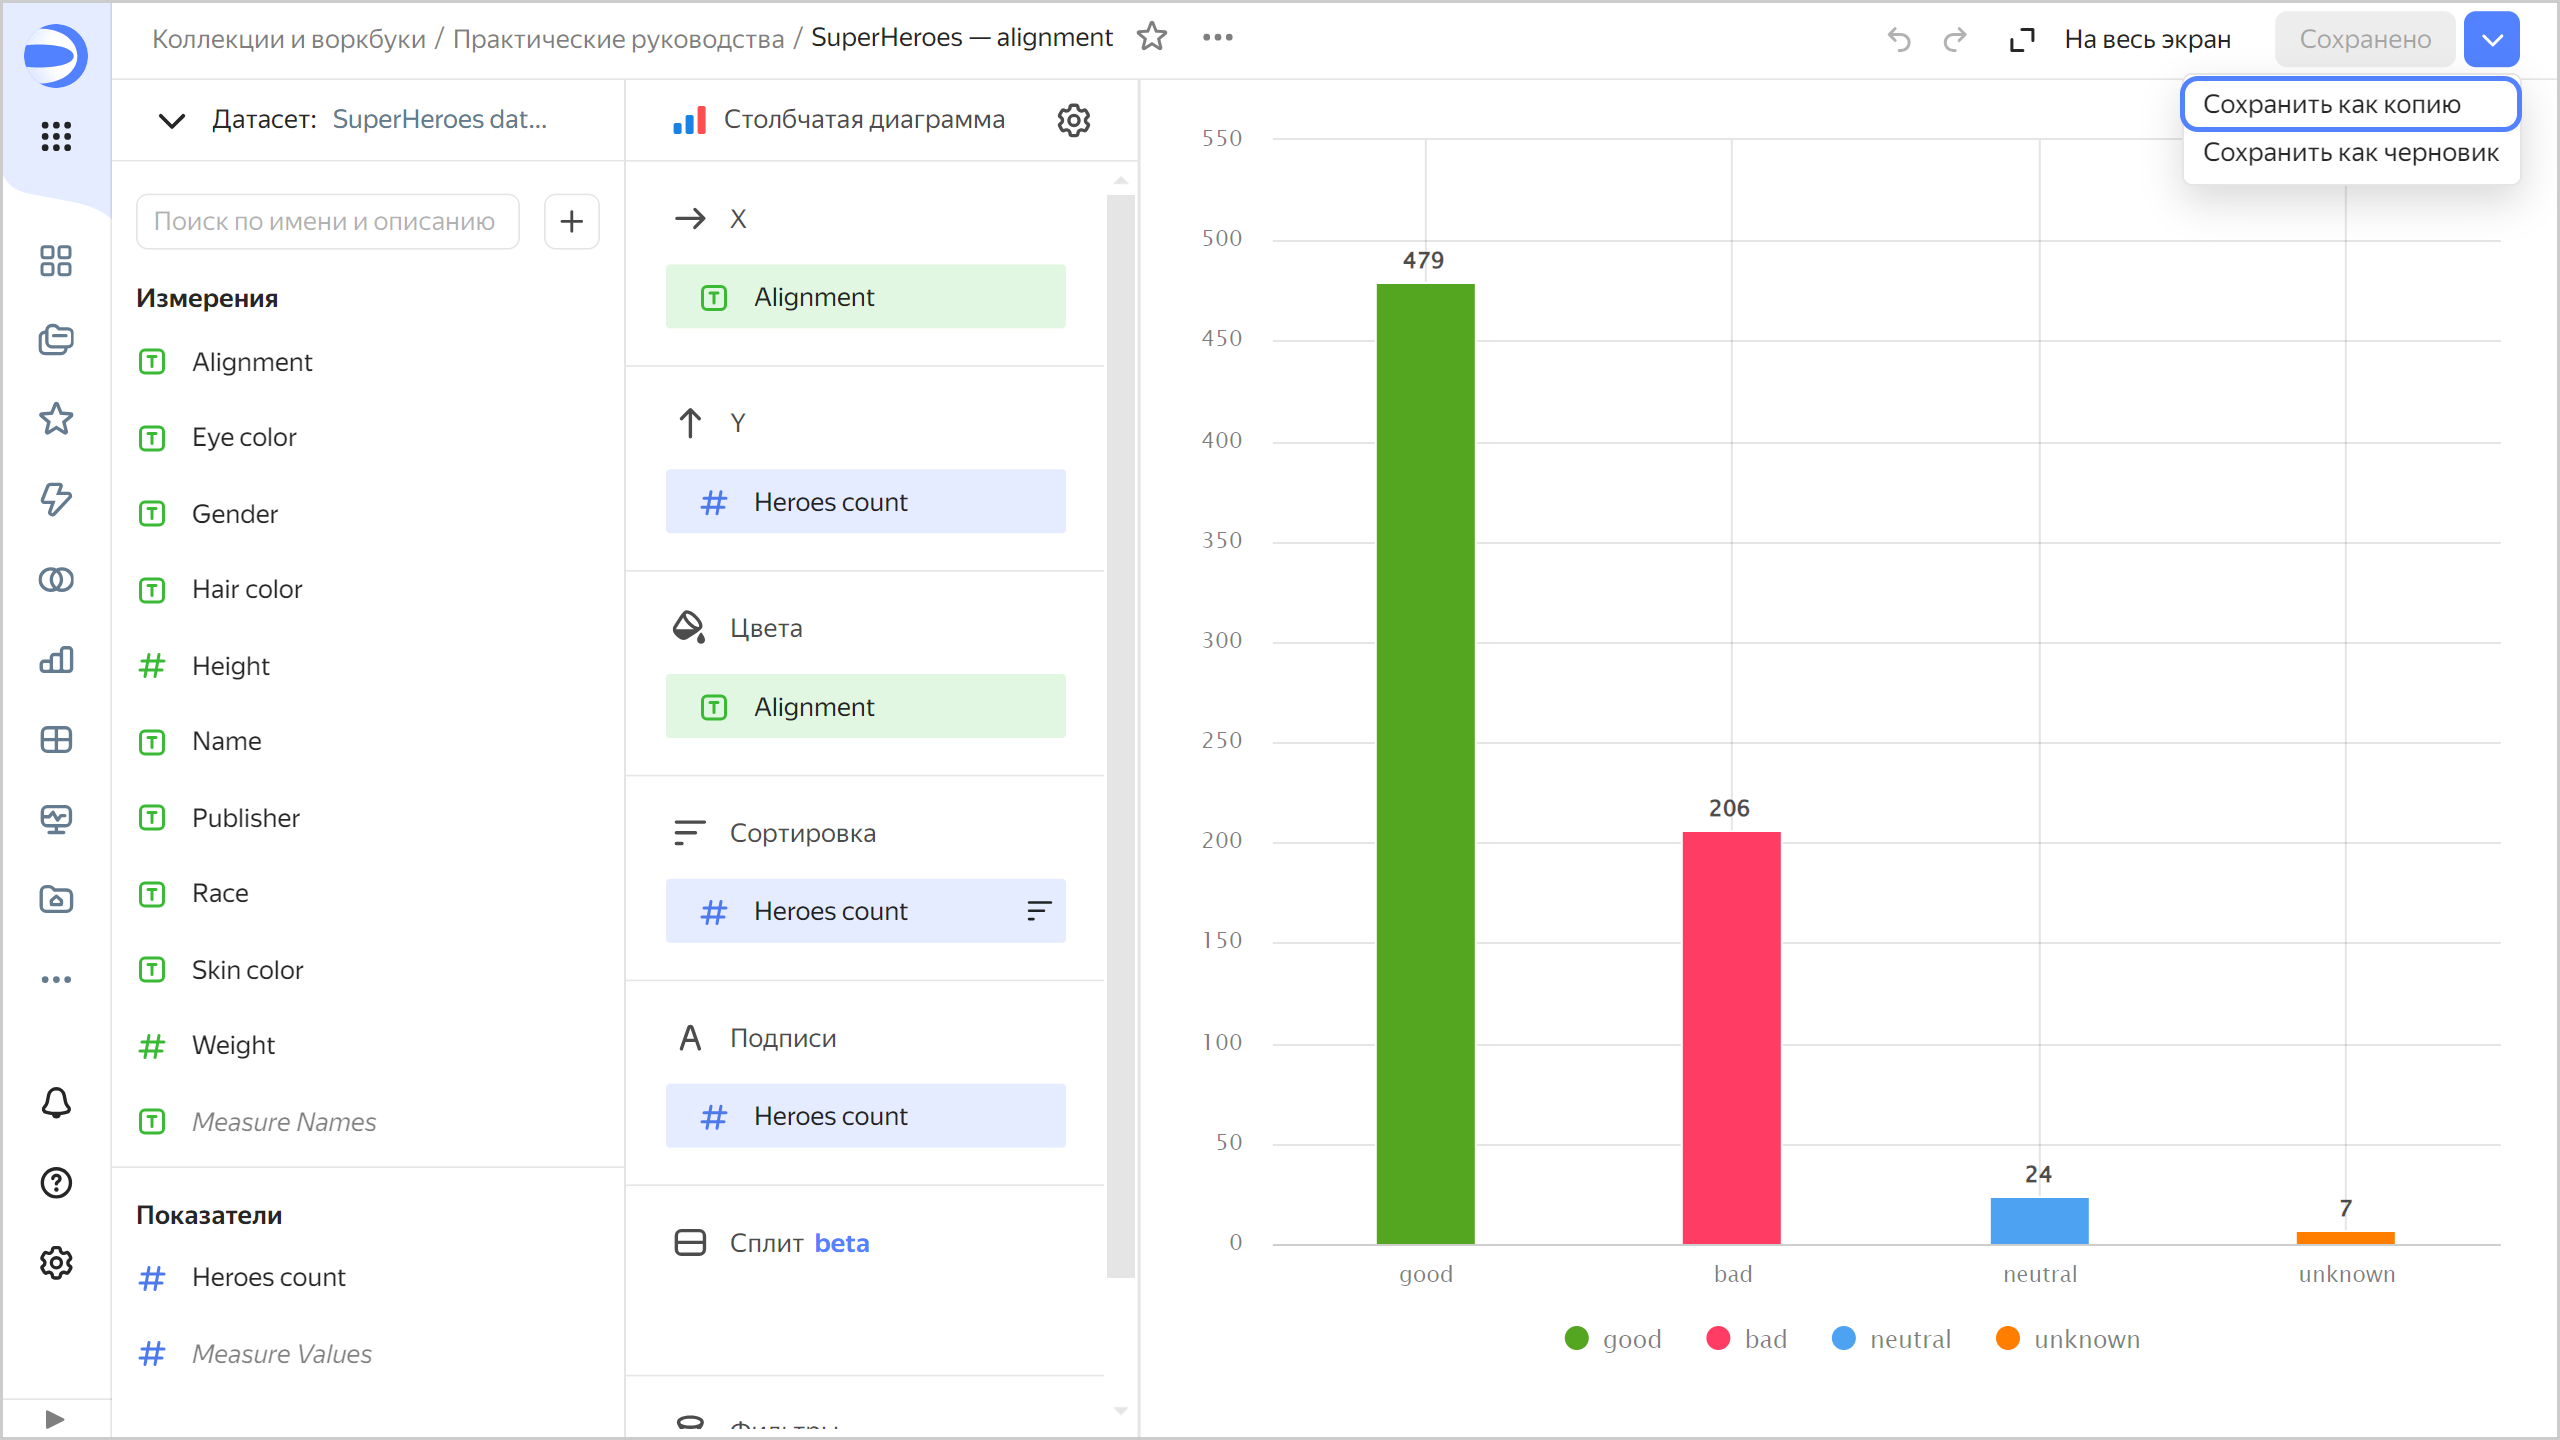 Коллекции и воркбуки / Практические руководства / SuperHeroes — alignment
На весь экран
Сохранено
Сохранить как копию
Сохранить как черновик
Датасет: SuperHeroes dat...
Поиск по имени и описанию
Измерения
Alignment
Eye color
Gender
Hair color
Height
Name
Publisher
Race
Skin color
Weight
Measure Names
Показатели
Heroes count
Measure Values
Столбчатая диаграмма
X
Alignment
Y
Heroes count
Цвета
Alignment
Сортировка
Heroes count
Подписи
Heroes count
Сплит beta
Фильтры
550
500
450
400
350
300
250
200
150
100
50
0
479
206
24
7
good
bad
neutral
unknown
good
bad
neutral
unknown